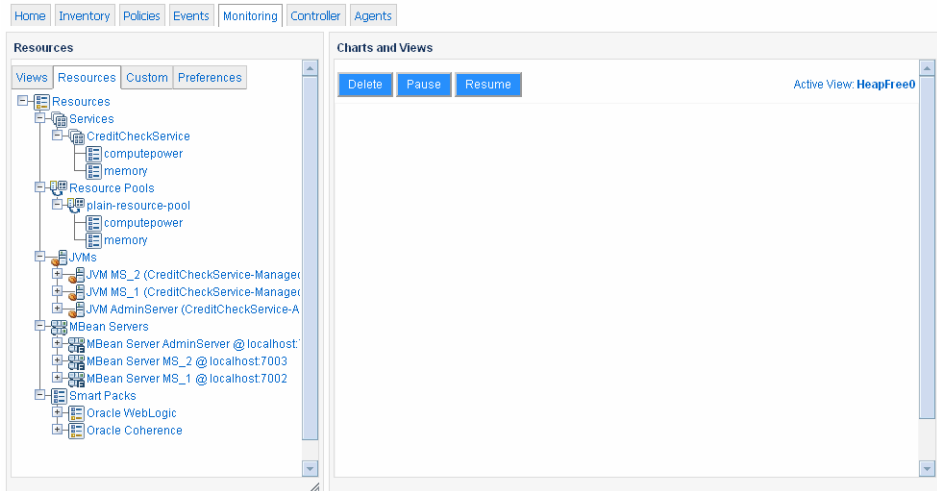 Home Inventory Policies Events Monitoring Controller Agents
Resources
Views Resources Custom Preferences
Resources
Services
CreditCheckService
computepower
memory
Resource Pools
plain-resource-pool
computepower
memory
JVMs
JVM MS_2 (CreditCheckService-Managed
JVM MS_1 (CreditCheckService-Managed
JVM AdminServer (CreditCheckService-A
MBean Servers
MBean Server AdminServer @ localhost:
MBean Server MS_2 @ localhost:7003
MBean Server MS_1 @ localhost:7002
Smart Packs
Oracle WebLogic
Oracle Coherence
Charts and Views
Delete Pause Resume Active View: HeapFree0